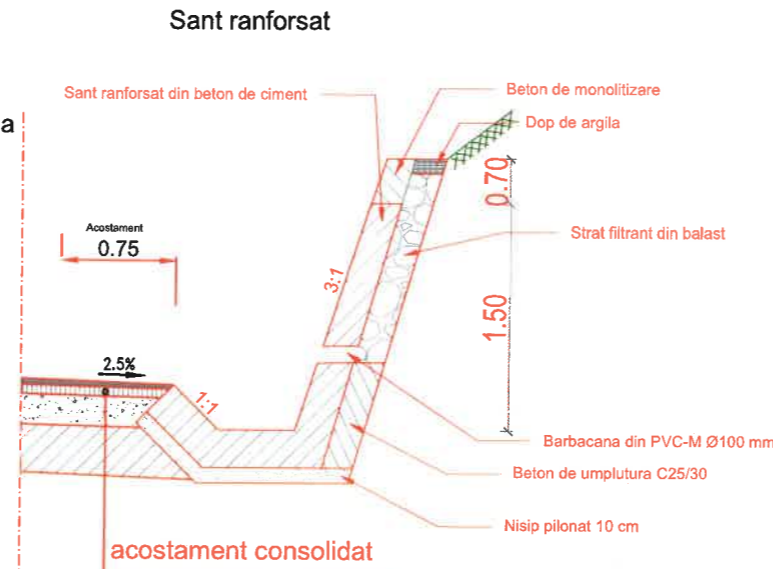 Sant ranforsat
Sant ranforsat din beton de ciment
Beton de monolitizare
a
Dop de argila
0.70
Acostament
0.75
Strat filtrant din balast
3:1
1.50
2.5%
1:1
Barbacana din PVC-M Ø100 mm
Beton de umplutura C25/30
Nisip pilonat 10 cm
acostament consolidat